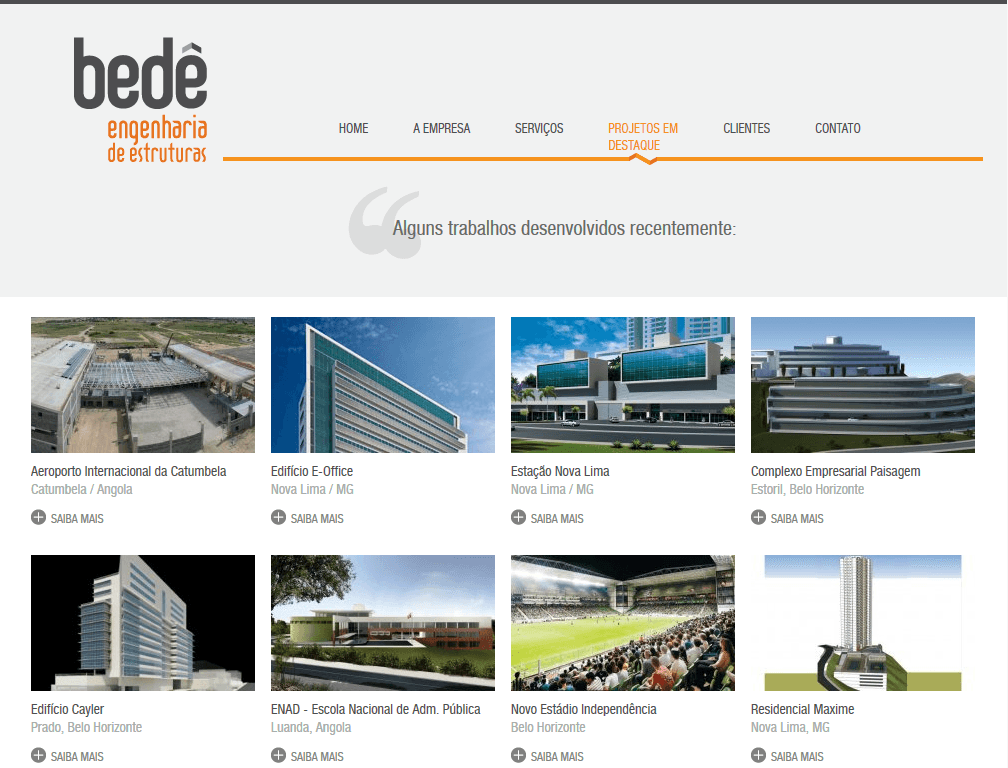 bedê
engenharia
de estruturas
HOME
A EMPRESA
SERVIÇOS
PROJETOS EM
DESTAQUE
CLIENTES
CONTATO
Alguns trabalhos desenvolvidos recentemente:
Aeroporto Internacional da Catumbela
Catumbela / Angola
SAIBA MAIS
Edifício E-Office
Nova Lima / MG
SAIBA MAIS
Estação Nova Lima
Nova Lima / MG
SAIBA MAIS
Complexo Empresarial Paisagem
Estoril, Belo Horizonte
SAIBA MAIS
Edifício Cayler
Prado, Belo Horizonte
SAIBA MAIS
ENAD - Escola Nacional de Adm. Pública
Luanda, Angola
SAIBA MAIS
Novo Estádio Independência
Belo Horizonte
SAIBA MAIS
Residencial Maxime
Nova Lima, MG
SAIBA MAIS